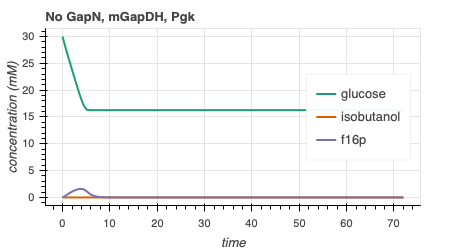 No GapN, mGapDH, Pgk
concentration (mM)
30
25
20
15
10
5
0
glucose
isobutanol
f16p
0 10 20 30 40 50 60 70
time